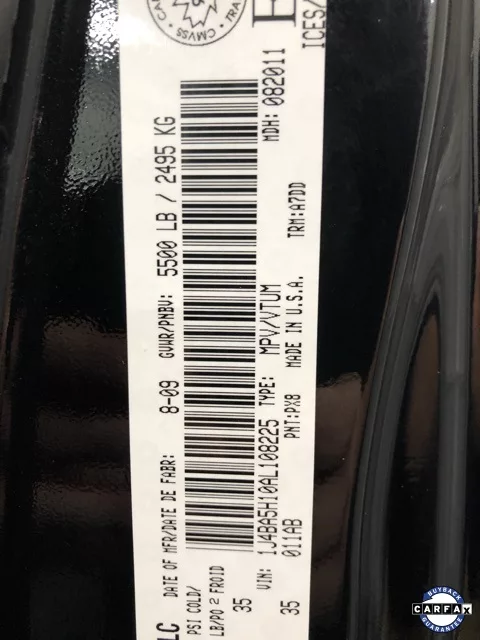 LC
DATE OF MFR/DATE DE FABR: 8-09 GVWR/PNBV: 5500 LB / 2495 KG
PSI COLD/
LB/PO 2 FROID
35
VIN: 1J4BA5H10AL108225 TYPE: MPV/VTUM MDH: 082011
35
011AB PNT:PX8 MADE IN U.S.A. TRM:A7DD
E
ICES/
CMVSS
TRA
BUYBACK
CARFAX
GUARANTEE